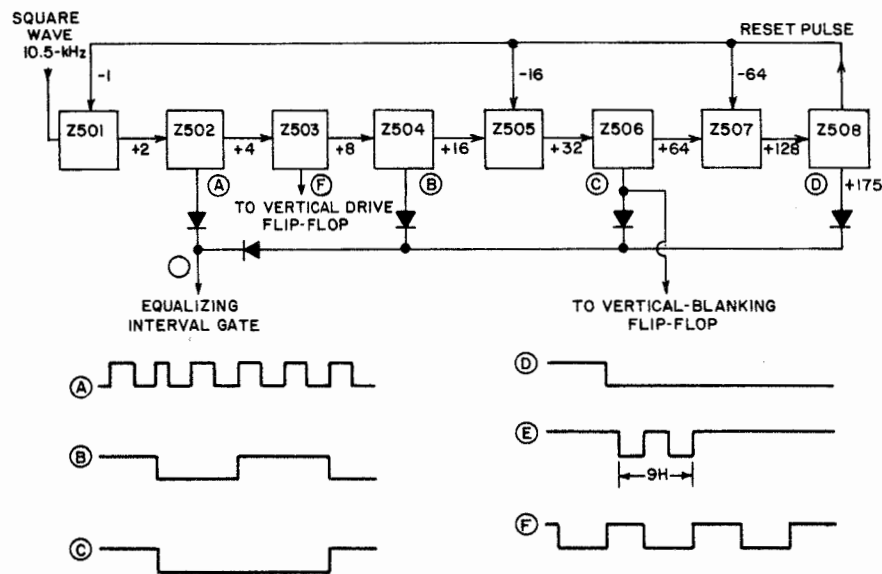 SQUARE
WAVE
10.5-kHz
RESET PULSE
-1
-16
-64
Z501
Z502
Z503
Z504
Z505
Z506
Z507
Z508
+2
+4
+8
+16
+32
+64
+128
+175
A
F
B
C
D
TO VERTICAL DRIVE
FLIP-FLOP
EQUALIZING
INTERVAL GATE
TO VERTICAL-BLANKING
FLIP-FLOP
A
B
C
D
E
9H
F